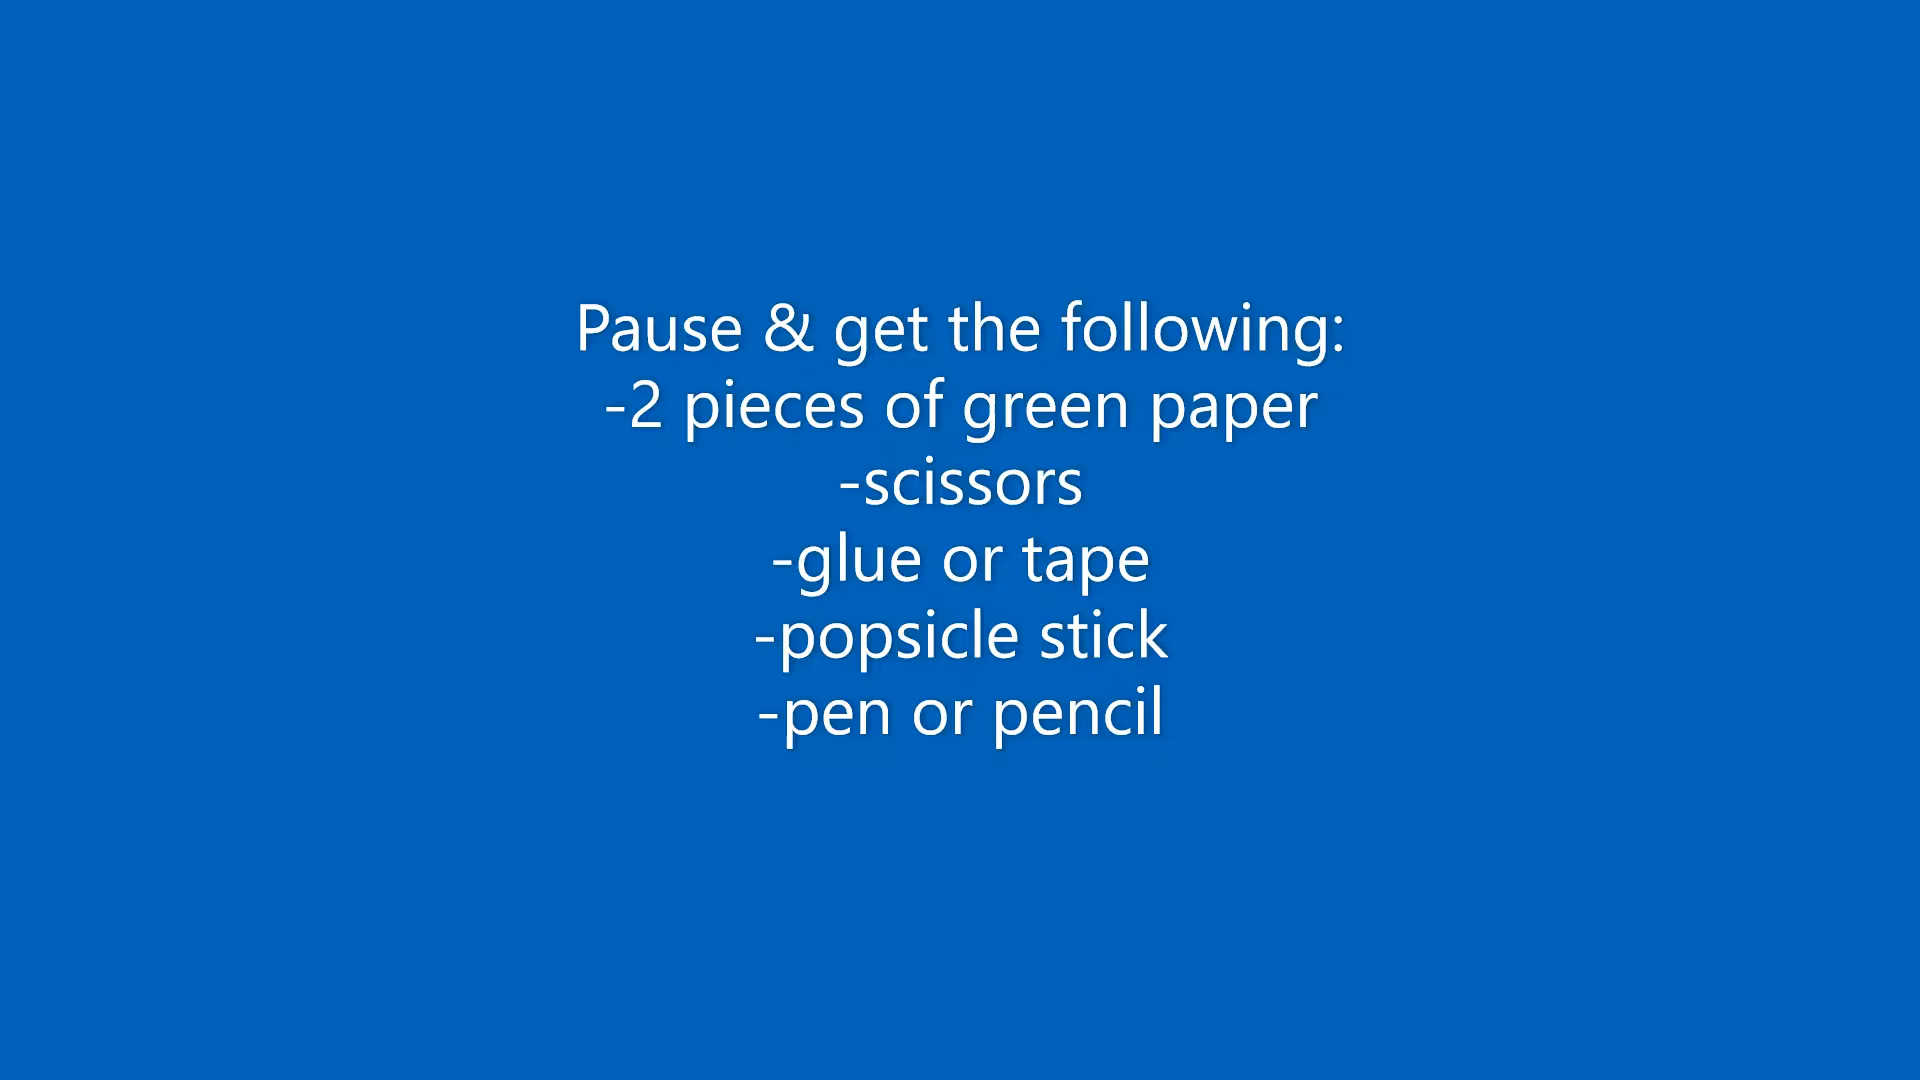 Pause & get the following:
-2 pieces of green paper
-scissors
-glue or tape
-popsicle stick
-pen or pencil